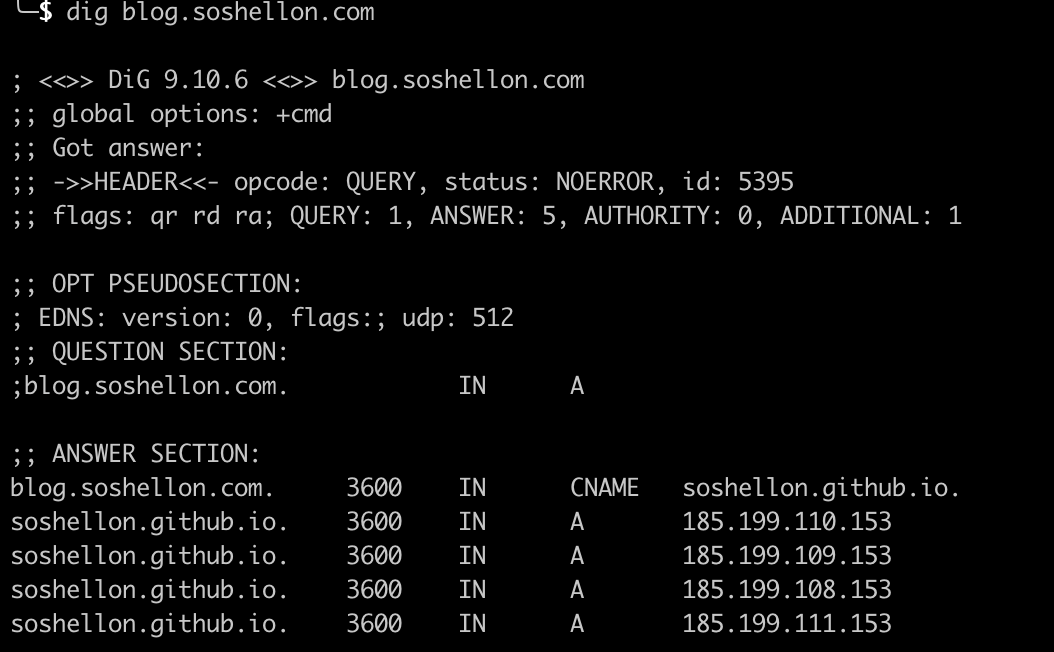 ╰─$ dig blog.soshellon.com
; <<>> DiG 9.10.6 <<>> blog.soshellon.com
;; global options: +cmd
;; Got answer:
;; ->>HEADER<<- opcode: QUERY, status: NOERROR, id: 5395
;; flags: qr rd ra; QUERY: 1, ANSWER: 5, AUTHORITY: 0, ADDITIONAL: 1
;; OPT PSEUDOSECTION:
; EDNS: version: 0, flags:; udp: 512
;; QUESTION SECTION:
;blog.soshellon.com. IN A
;; ANSWER SECTION:
blog.soshellon.com. 3600 IN CNAME soshellon.github.io.
soshellon.github.io. 3600 IN A 185.199.110.153
soshellon.github.io. 3600 IN A 185.199.109.153
soshellon.github.io. 3600 IN A 185.199.108.153
soshellon.github.io. 3600 IN A 185.199.111.153